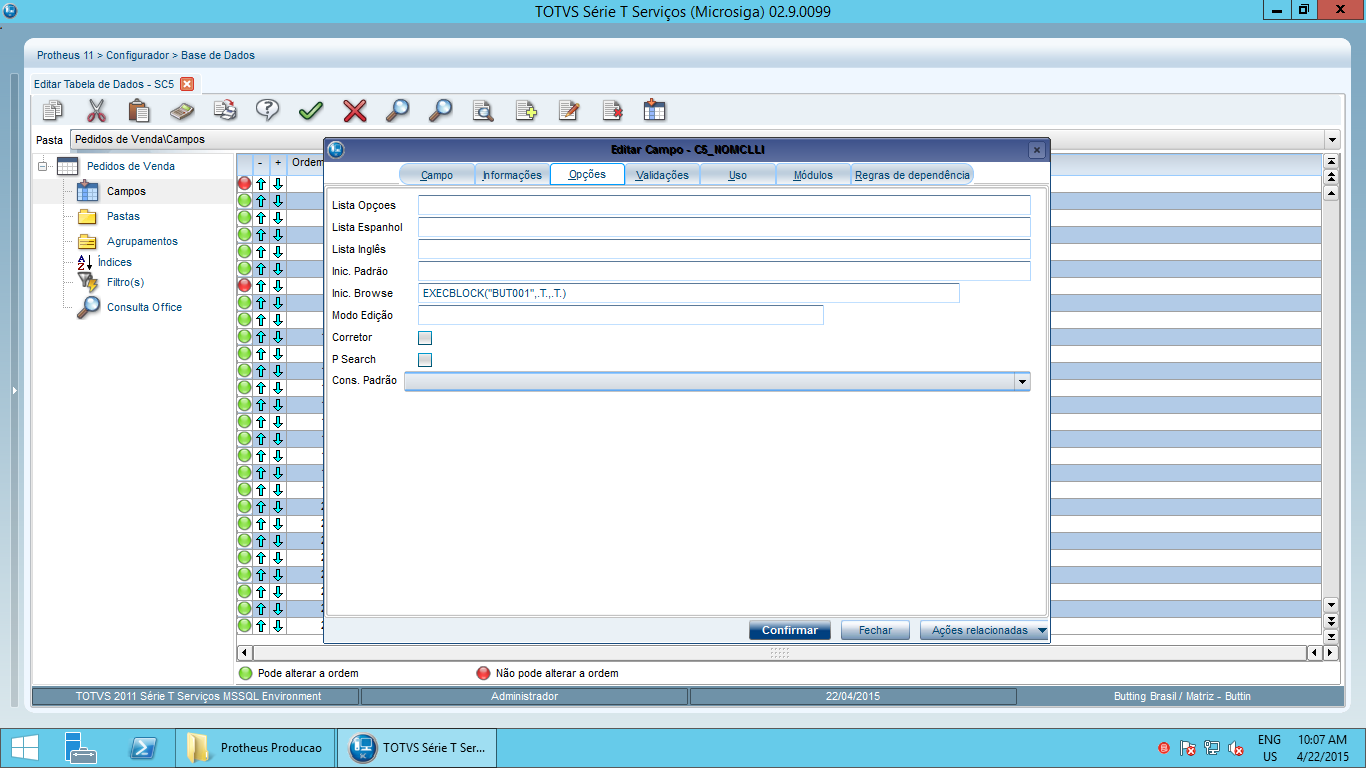 TOTVS Série T Serviços (Microsiga) 02.9.0099
Protheus 11 > Configurador > Base de Dados
Editar Tabela de Dados - SC5
Pasta Pedidos de Venda\Campos
Pedidos de Venda
Campos
Pastas
Agrupamentos
Índices
Filtro(s)
Consulta Office
- + Ordem
Editar Campo - C5_NOMCLLI
Campo Informações Opções Validações Uso Módulos Regras de dependência
Lista Opçoes
Lista Espanhol
Lista Inglês
Inic. Padrão
Inic. Browse EXECBLOCK("BUT001",.T.,.T.)
Modo Edição
Corretor
P Search
Cons. Padrão
Confirmar Fechar Ações relacionadas
Pode alterar a ordem Não pode alterar a ordem
TOTVS 2011 Série T Serviços MSSQL Environment Administrador 22/04/2015 Butting Brasil / Matriz - Buttin
Protheus Producao TOTVS Série T Ser... ENG 10:07 AM
US 4/22/2015